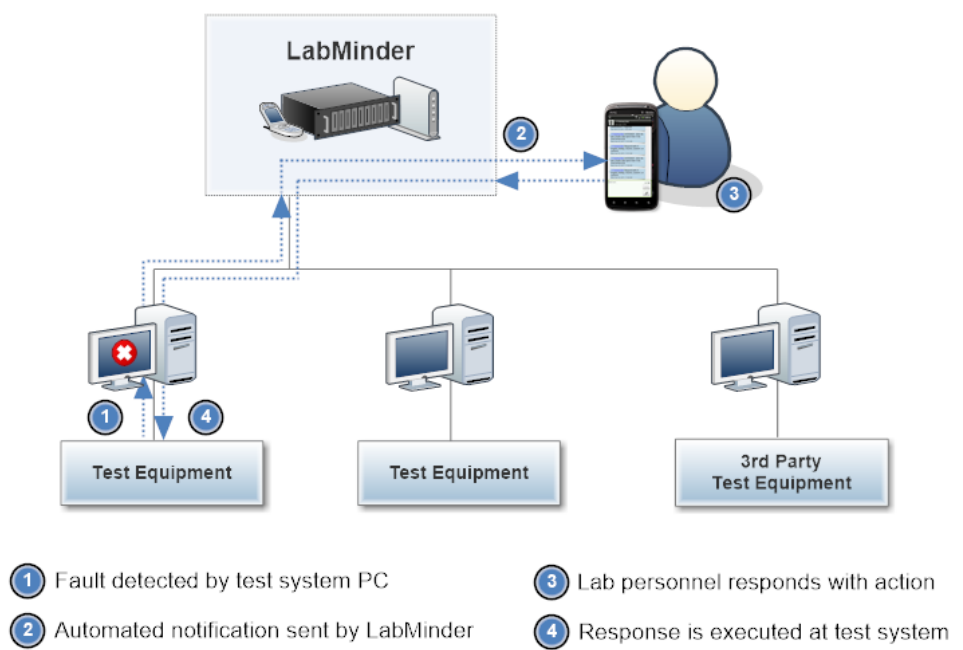 LabMinder
2
3
1
4
Test Equipment
Test Equipment
3rd Party
Test Equipment
1 Fault detected by test system PC
3 Lab personnel responds with action
2 Automated notification sent by LabMinder
4 Response is executed at test system